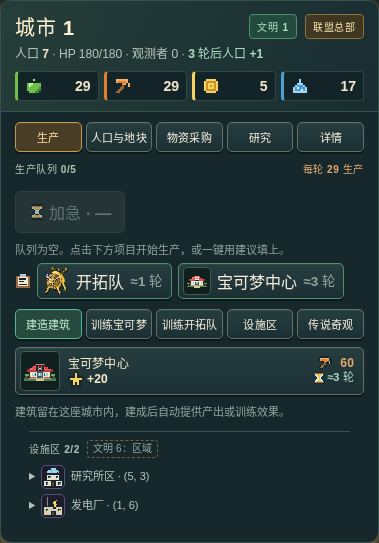 城市 1
文明 1
联盟总部
人口 7 · HP 180/180 · 观测者 0 · 3 轮后人口 +1
29
29
5
17
生产
人口与地块
物资采购
研究
详情
生产队列 0/5
每轮 29 生产
加急 · —
队列为空。点击下方项目开始生产，或一键用建议填上。
开拓队 ≈1 轮
宝可梦中心 ≈3 轮
建造建筑
训练宝可梦
训练开拓队
设施区
传说奇观
宝可梦中心
60
+20
≈3 轮
建筑留在这座城市内，建成后自动提供产出或训练效果。
设施区 2/2
文明 6：区域
▶ 研究所区 · (5, 3)
▶ 发电厂 · (1, 6)